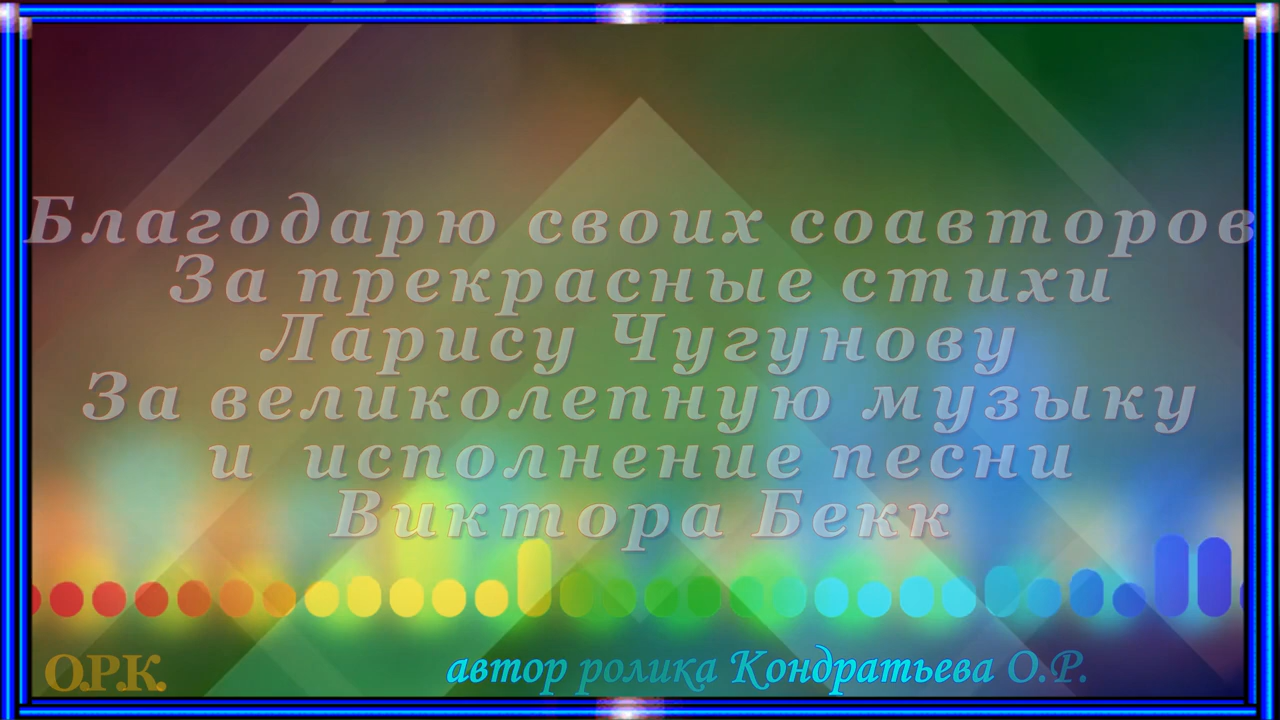 Благодарю своих соавторов
За прекрасные стихи
Ларису Чугунову
За великолепную музыку
и исполнение песни
Виктора Бекк
О.Р.К.
автор ролика Кондратьева О.Р.